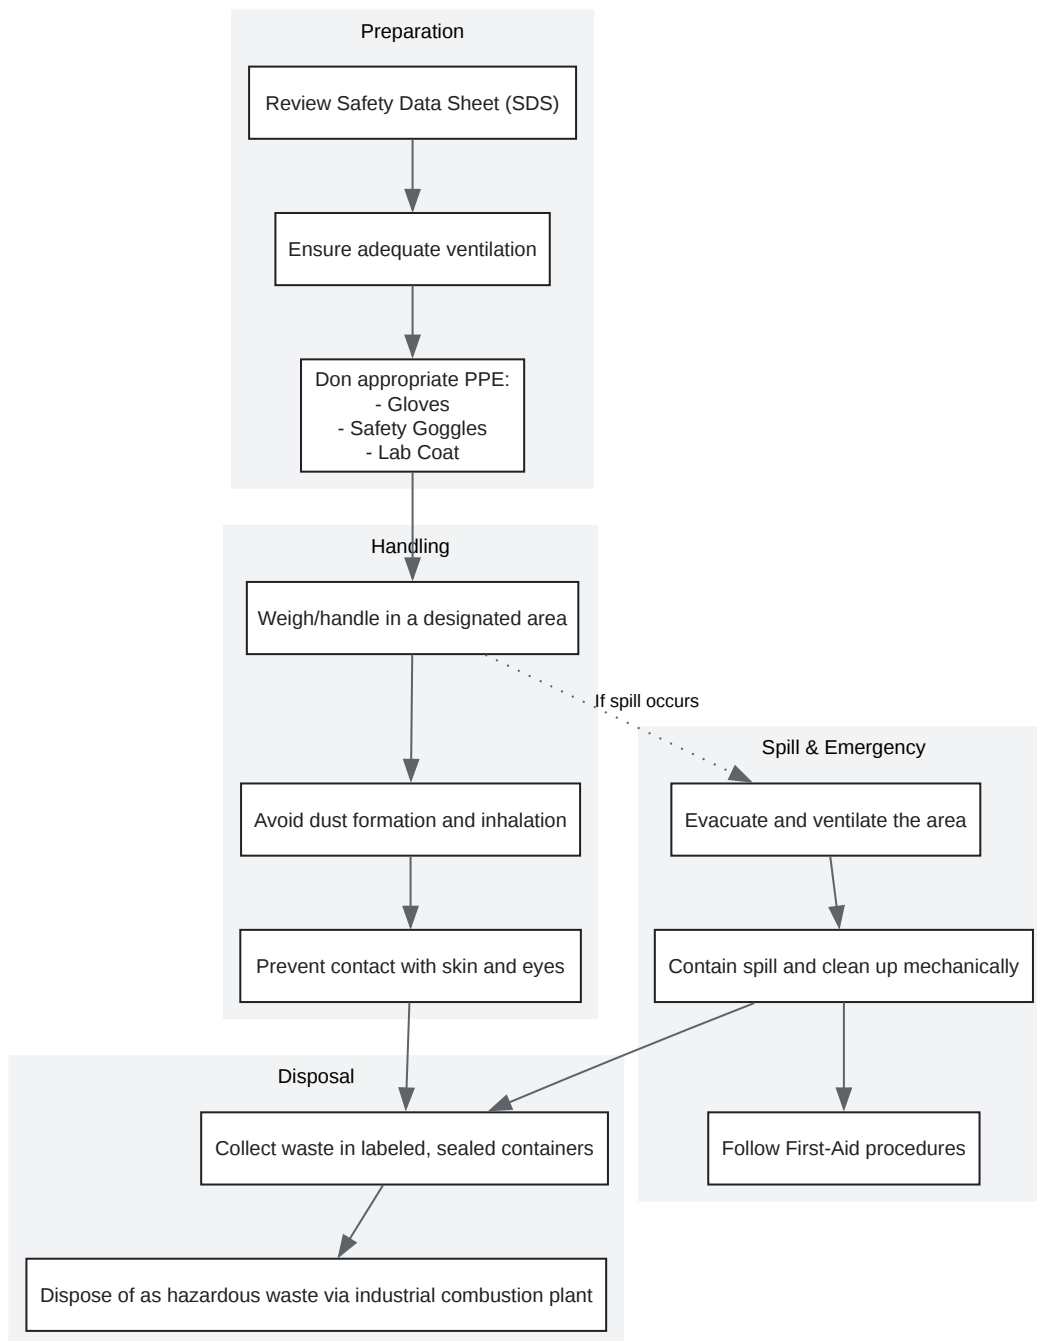 Preparation
Review Safety Data Sheet (SDS)
Ensure adequate ventilation
Don appropriate PPE:
- Gloves
- Safety Goggles
- Lab Coat
Handling
Weigh/handle in a designated area
If spill occurs
Spill & Emergency
Avoid dust formation and inhalation
Evacuate and ventilate the area
Prevent contact with skin and eyes
Contain spill and clean up mechanically
Disposal
Collect waste in labeled, sealed containers
Follow First-Aid procedures
Dispose of as hazardous waste via industrial combustion plant